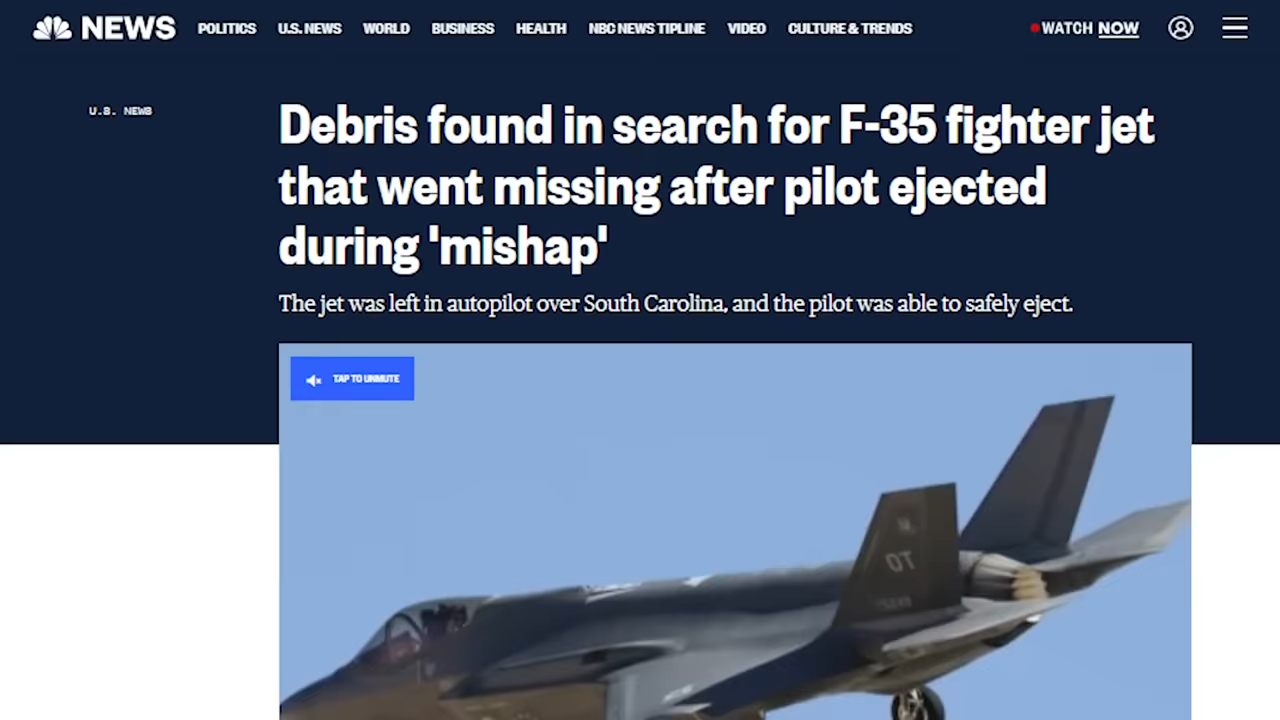 NEWS POLITICS U.S. NEWS WORLD BUSINESS HEALTH NBC NEWS TIPLINE VIDEO CULTURE & TRENDS WATCH NOW
U.S. NEWS
Debris found in search for F-35 fighter jet
that went missing after pilot ejected
during 'mishap'
The jet was left in autopilot over South Carolina, and the pilot was able to safely eject.
TAP TO UNMUTE